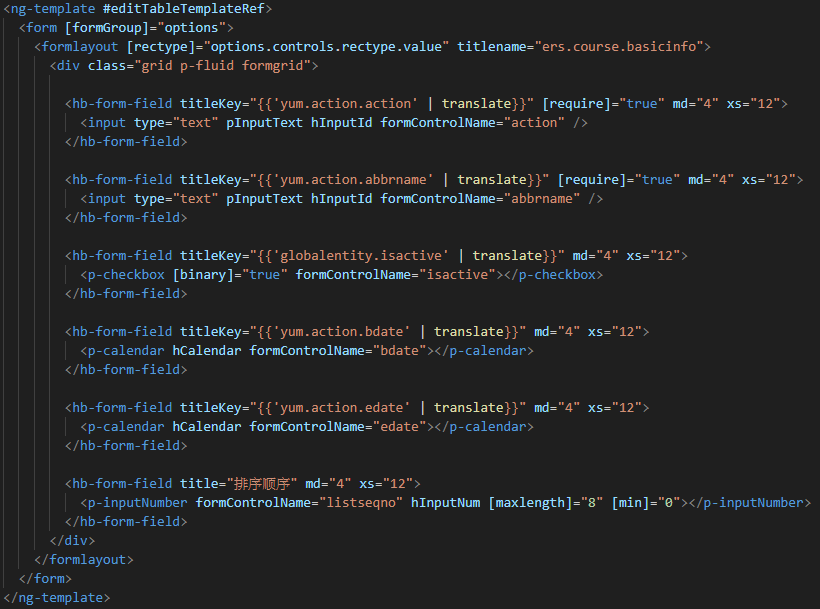 <ng-template #editTableTemplateRef>
<form [formGroup]="options">
<formlayout [rectype]="options.controls.rectype.value" titlename="ers.course.basicinfo">
<div class="grid p-fluid formgrid">
<hb-form-field titleKey="{{'yum.action.action' | translate}}" [require]="true" md="4" xs="12">
<input type="text" pInputText hInputId formControlName="action" />
</hb-form-field>
<hb-form-field titleKey="{{'yum.action.abbrname' | translate}}" [require]="true" md="4" xs="12">
<input type="text" pInputText hInputId formControlName="abbrname" />
</hb-form-field>
<hb-form-field titleKey="{{'globalentity.isactive' | translate}}" md="4" xs="12">
<p-checkbox [binary]="true" formControlName="isactive"></p-checkbox>
</hb-form-field>
<hb-form-field titleKey="{{'yum.action.bdate' | translate}}" md="4" xs="12">
<p-calendar hCalendar formControlName="bdate"></p-calendar>
</hb-form-field>
<hb-form-field titleKey="{{'yum.action.edate' | translate}}" md="4" xs="12">
<p-calendar hCalendar formControlName="edate"></p-calendar>
</hb-form-field>
<hb-form-field title="排序顺序" md="4" xs="12">
<p-inputNumber formControlName="listseqno" hInputNum [maxlength]="8" [min]="0"></p-inputNumber>
</hb-form-field>
</div>
</formlayout>
</form>
</ng-template>